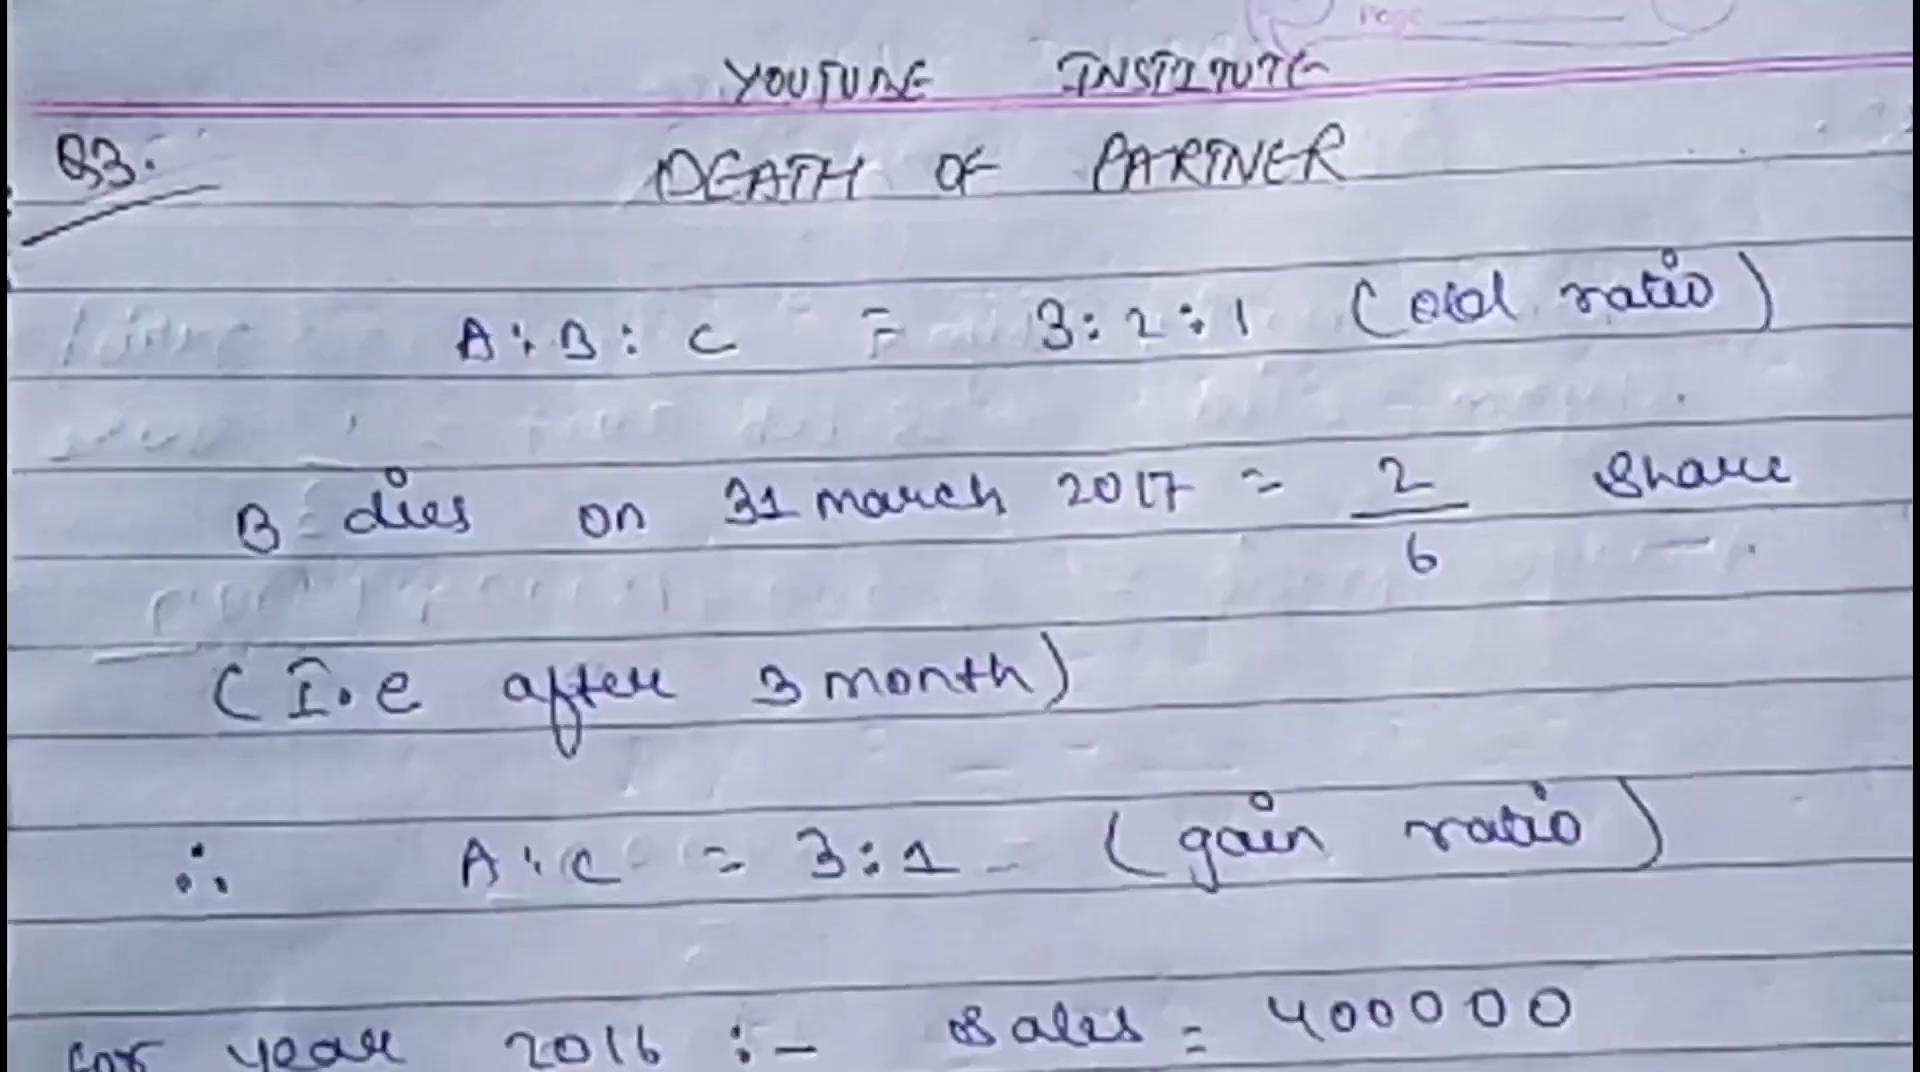 Page
YOUTUBE INSTITUTE
Q3.
DEATH OF PARTNER
A:B:C = 3:2:1 (old ratio)
B dies on 31 march 2017 = 2/6 share
(I.e after 3 month)
∴ A:C = 3:1 (gain ratio)
for year 2016 :- Sales = 400000